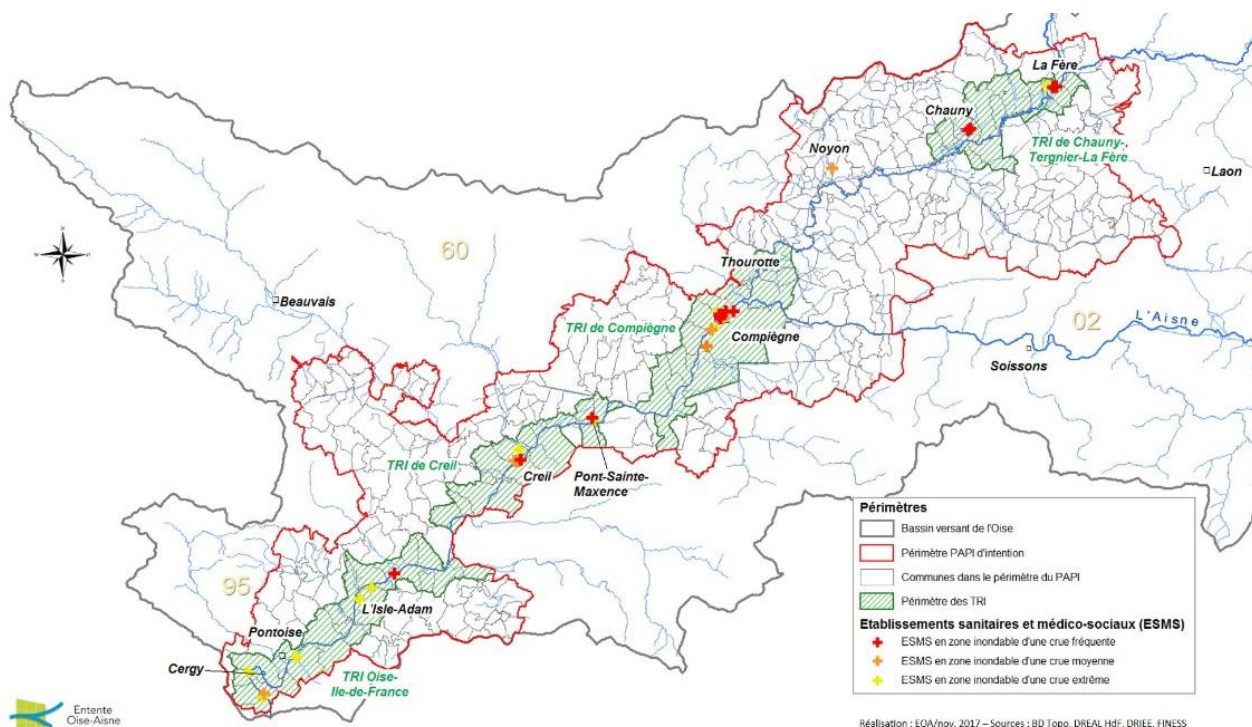 La Fère
Chauny
TRI de Chauny-
Tergnier-La Fère
Noyon
Laon
60
Thourotte
Beauvais
TRI de Compiègne
Compiègne
02
L'Aisne
Soissons
TRI de Creil
Creil
Pont-Sainte-
Maxence
95
L'Isle-Adam
Pontoise
Cergy
TRI Oise-
Ile-de-France
Périmètres
Bassin versant de l'Oise
Périmètre PAPI d'intention
Communes dans le périmètre du PAPI
Périmètre des TRI
Etablissements sanitaires et médico-sociaux (ESMS)
ESMS en zone inondable d'une crue fréquente
ESMS en zone inondable d'une crue moyenne
ESMS en zone inondable d'une crue extrême
Entente
Oise-Aisne
Réalisation : EOA/nov. 2017 – Sources : BD Topo, DREAL HdF, DRIEE, FINESS